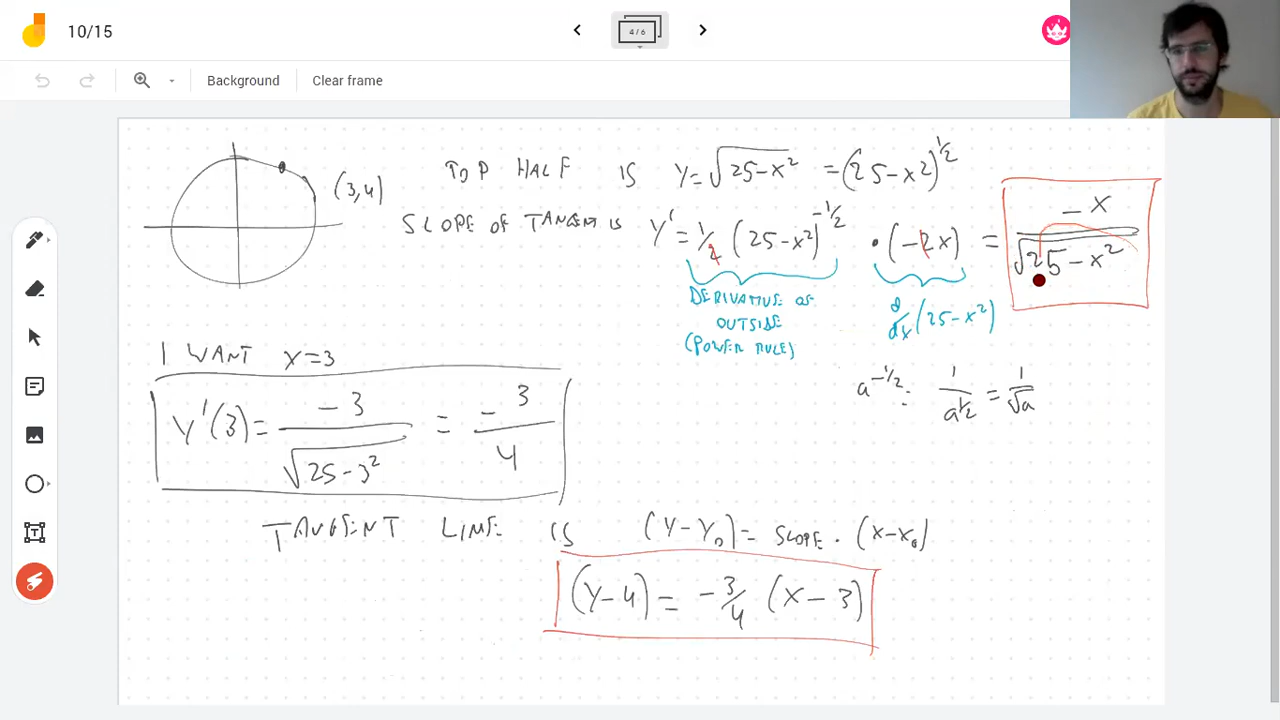 10/15
4 / 6
Background
Clear frame
(3,4)
TOP HALF IS Y=√25-x² =(25-x²)^1/2
SLOPE OF TANGENT IS Y'=1/2 (25-x²)^-1/2 • (-2x) = -x/√25-x²
DERIVATIVE OF
OUTSIDE
(POWER RULE)
d/dx (25-x²)
I WANT X=3
Y'(3)= -3/√25-3² = -3/4
a^-1/2 = 1/a^1/2 = 1/√a
TANGENT LINE IS (Y-Y₀)= SLOPE · (X-X₀)
(Y-4) = -3/4 (X-3)